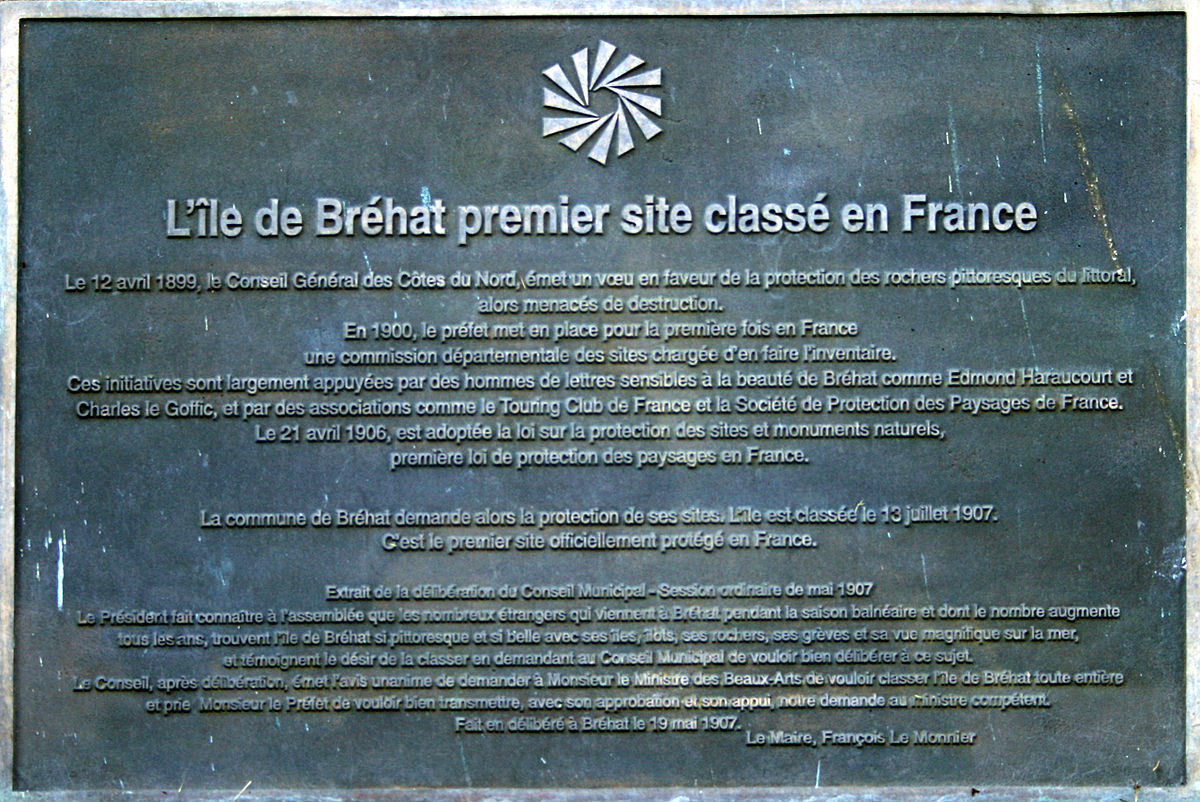 L'île de Bréhat premier site classé en France
Le 12 avril 1899, le Conseil Général des Côtes du Nord, émet un vœu en faveur de la protection des rochers pittoresques du littoral,
alors menacés de destruction.
En 1900, le préfet met en place pour la première fois en France
une commission départementale des sites chargée d'en faire l'inventaire.
Ces initiatives sont largement appuyées par des hommes de lettres sensibles à la beauté de Bréhat comme Edmond Haraucourt et
Charles le Goffic, et par des associations comme le Touring Club de France et la Société de Protection des Paysages de France.
Le 21 avril 1906, est adoptée la loi sur la protection des sites et monuments naturels,
première loi de protection des paysages en France.
La commune de Bréhat demande alors la protection de ses sites. L'île est classée le 13 juillet 1907.
C'est le premier site officiellement protégé en France.
Extrait de la délibération du Conseil Municipal - Session ordinaire de mai 1907
Le Président fait connaître à l'assemblée que les nombreux étrangers qui viennent à Bréhat pendant la saison balnéaire et dont le nombre augmente
tous les ans, trouvent l'île de Bréhat si pittoresque et si belle avec ses îles, îlots, ses rochers, ses grèves et sa vue magnifique sur la mer,
et témoignent le désir de la classer en demandant au Conseil Municipal de vouloir bien délibérer à ce sujet.
Le Conseil, après délibération, émet l'avis unanime de demander à Monsieur le Ministre des Beaux-Arts de vouloir classer l'île de Bréhat toute entière
et prie Monsieur le Préfet de vouloir bien transmettre, avec son approbation et son appui, notre demande au ministre compétent.
Fait en délibéré à Bréhat le 19 mai 1907.
Le Maire, François Le Monnier